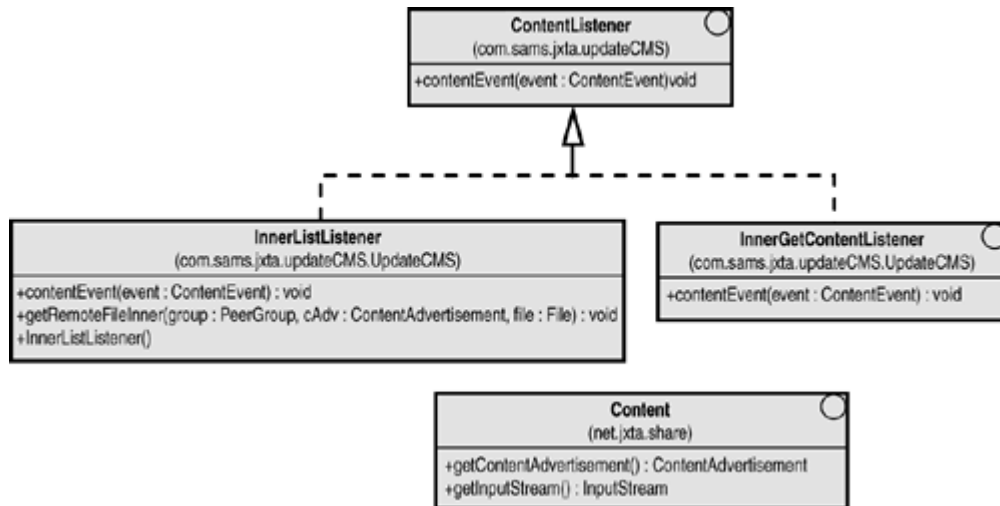 ContentListener
(com.sams.jxta.updateCMS)
+contentEvent(event : ContentEvent)void
InnerListListener
(com.sams.jxta.updateCMS.UpdateCMS)
+contentEvent(event : ContentEvent) : void
+getRemoteFileInner(group : PeerGroup, cAdv : ContentAdvertisement, file : File) : void
+InnerListListener()
InnerGetContentListener
(com.sams.jxta.updateCMS.UpdateCMS)
+contentEvent(event : ContentEvent) : void
Content
(net.jxta.share)
+getContentAdvertisement() : ContentAdvertisement
+getInputStream() : InputStream